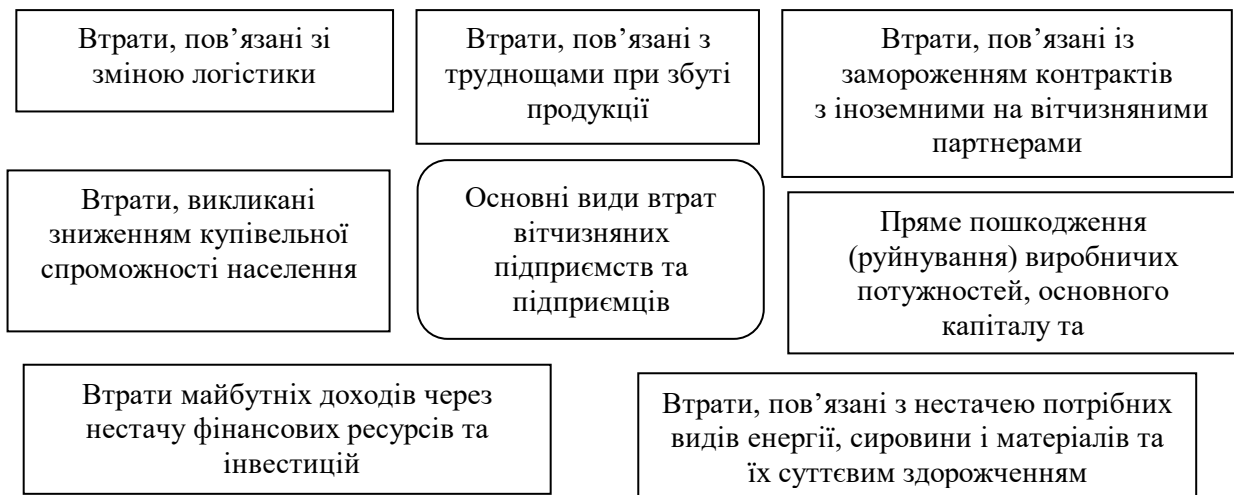 Втрати, пов’язані зі
зміною логістики
Втрати, пов’язані з
труднощами при збуті
продукції
Втрати, пов’язані із
замороженням контрактів
з іноземними на вітчизняними
партнерами
Втрати, викликані
зниженням купівельної
спроможності населення
Основні види втрат
вітчизняних
підприємств та
підприємців
Пряме пошкодження
(руйнування) виробничих
потужностей, основного
капіталу та
Втрати майбутніх доходів через
нестачу фінансових ресурсів та
інвестицій
Втрати, пов’язані з нестачею потрібних
видів енергії, сировини і матеріалів та
їх суттєвим здорожченням